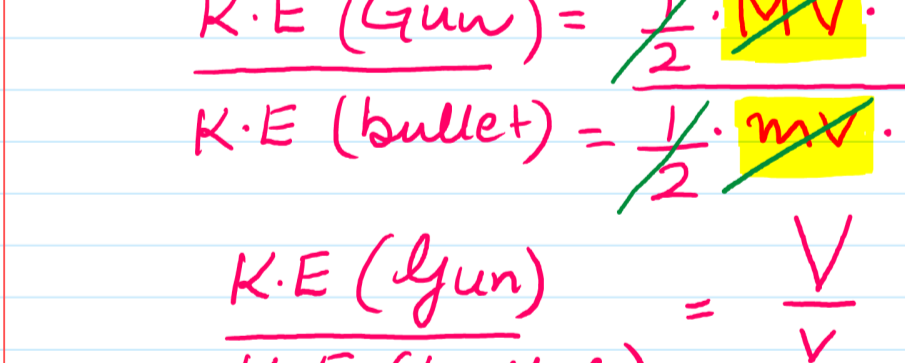 K.E (Gun) = 1/2 . MV .
K.E (bullet) = 1/2 . mv .
K.E (Gun) = V
v